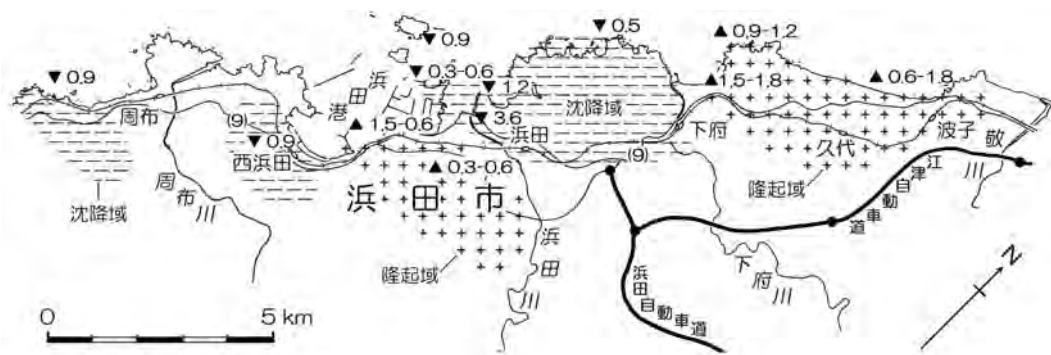 ▼0.9
周布
沈降域
周布川
(9)
西浜田
▼0.9
浜田港
▼0.9
▼0.3-0.6
▼1.2
▼3.6
▲1.5-0.6
▲0.3-0.6
浜田
浜田市
隆起域
浜田川
▼0.5
沈降域
(9)
▲0.9-1.2
▲1.5-1.8
▲0.6-1.8
下府
久代
波子
敬川
隆起域
江津自動車道
下府川
浜田自動車道
N
0 5 km